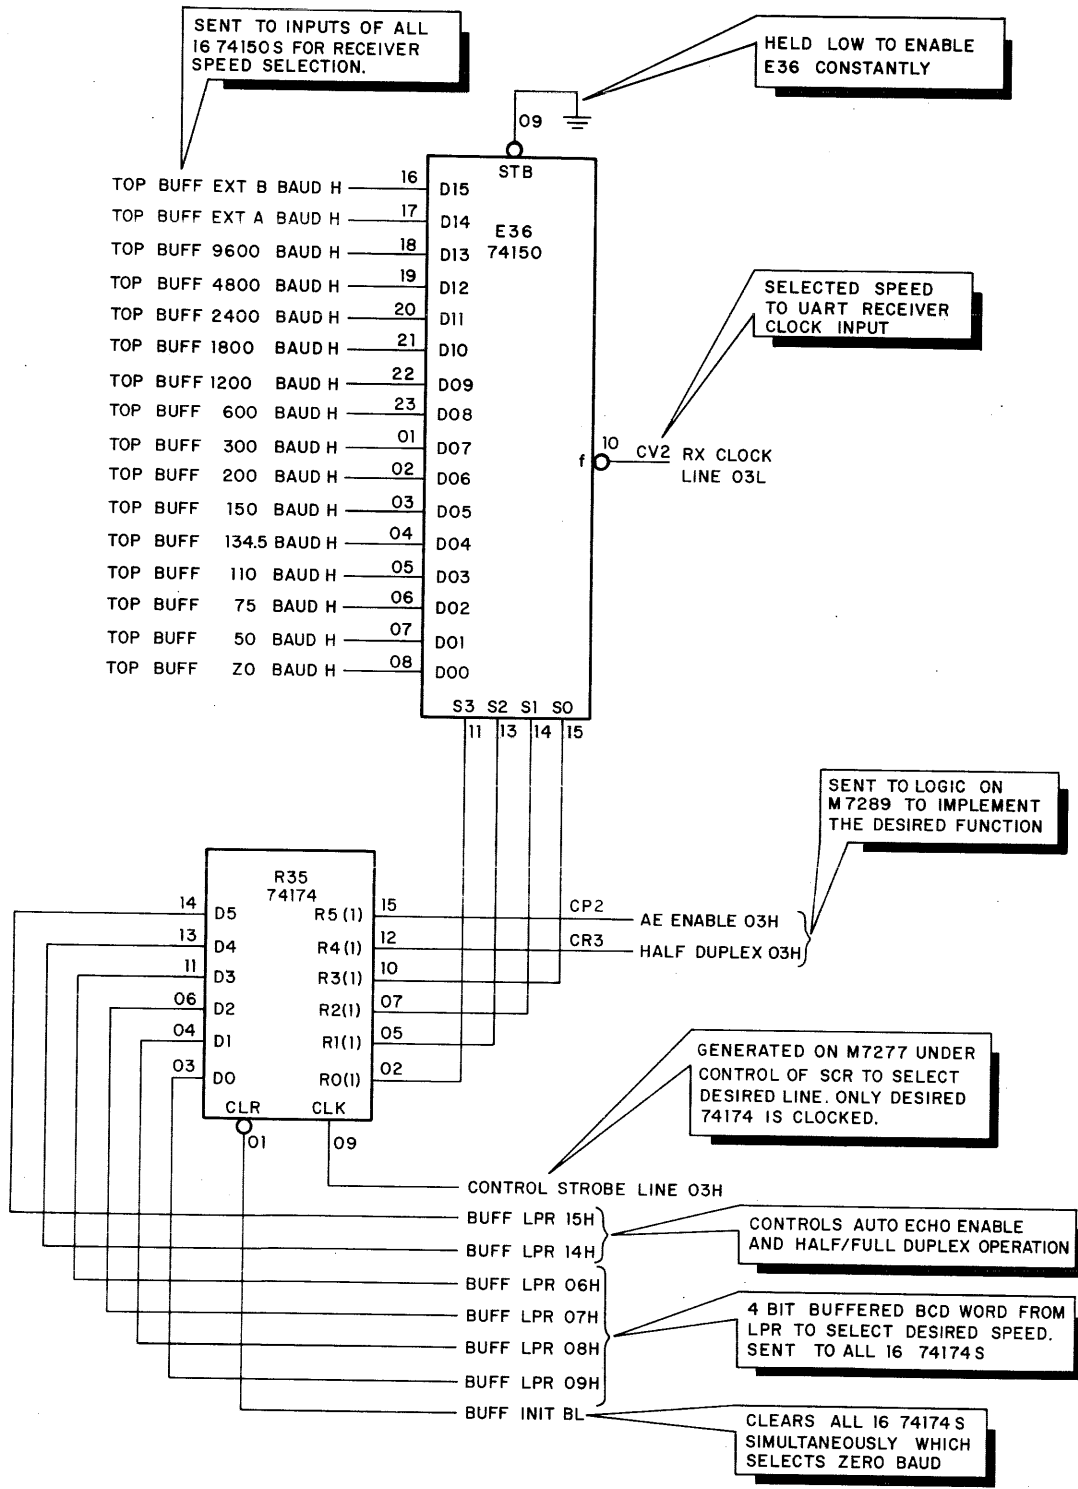 SENT TO INPUTS OF ALL
16 74150S FOR RECEIVER
SPEED SELECTION.
HELD LOW TO ENABLE
E36 CONSTANTLY
09
STB
E36
74150
TOP BUFF EXT B BAUD H 16 D15
TOP BUFF EXT A BAUD H 17 D14
TOP BUFF 9600 BAUD H 18 D13
TOP BUFF 4800 BAUD H 19 D12
TOP BUFF 2400 BAUD H 20 D11
TOP BUFF 1800 BAUD H 21 D10
TOP BUFF 1200 BAUD H 22 D09
TOP BUFF 600 BAUD H 23 D08
TOP BUFF 300 BAUD H 01 D07
TOP BUFF 200 BAUD H 02 D06
TOP BUFF 150 BAUD H 03 D05
TOP BUFF 134.5 BAUD H 04 D04
TOP BUFF 110 BAUD H 05 D03
TOP BUFF 75 BAUD H 06 D02
TOP BUFF 50 BAUD H 07 D01
TOP BUFF ZO BAUD H 08 D00
SELECTED SPEED
TO UART RECEIVER
CLOCK INPUT
f 10 CV2 RX CLOCK
LINE 03L
S3 S2 S1 S0
11 13 14 15
SENT TO LOGIC ON
M7289 TO IMPLEMENT
THE DESIRED FUNCTION
R35
74174
14 D5 R5(1) 15 CP2 AE ENABLE 03H
13 D4 R4(1) 12 CR3 HALF DUPLEX 03H
11 D3 R3(1) 10
06 D2 R2(1) 07
04 D1 R1(1) 05
03 D0 R0(1) 02
CLR CLK
01 09
GENERATED ON M7277 UNDER
CONTROL OF SCR TO SELECT
DESIRED LINE. ONLY DESIRED
74174 IS CLOCKED.
CONTROL STROBE LINE 03H
BUFF LPR 15H
BUFF LPR 14H
CONTROLS AUTO ECHO ENABLE
AND HALF/FULL DUPLEX OPERATION
BUFF LPR 06H
BUFF LPR 07H
BUFF LPR 08H
BUFF LPR 09H
4 BIT BUFFERED BCD WORD FROM
LPR TO SELECT DESIRED SPEED.
SENT TO ALL 16 74174S
BUFF INIT BL
CLEARS ALL 16 74174S
SIMULTANEOUSLY WHICH
SELECTS ZERO BAUD